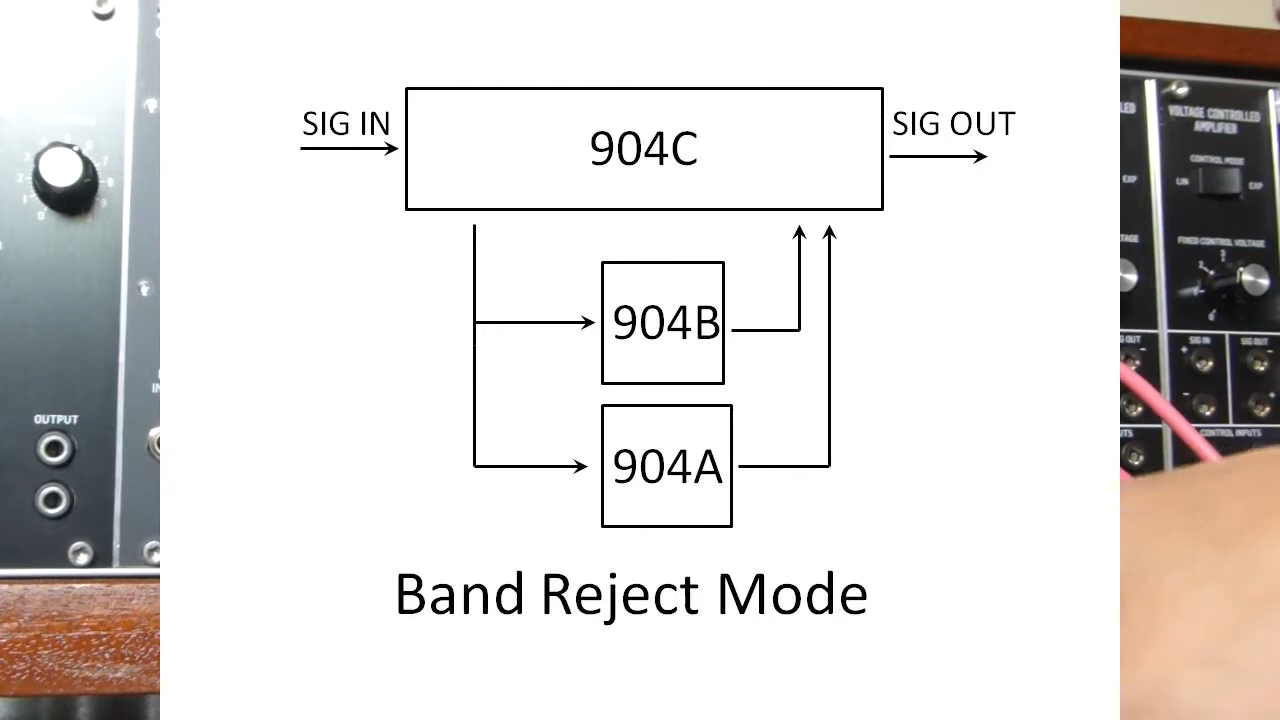 SIG IN
904C
SIG OUT
904B
904A
Band Reject Mode
OUTPUT
VOLTAGE CONTROLLED
AMPLIFIER
CONTROL MODE
LIN
EXP
EXP
FIXED CONTROL VOLTAGE
SIG IN
SIG OUT
CONTROL INPUTS